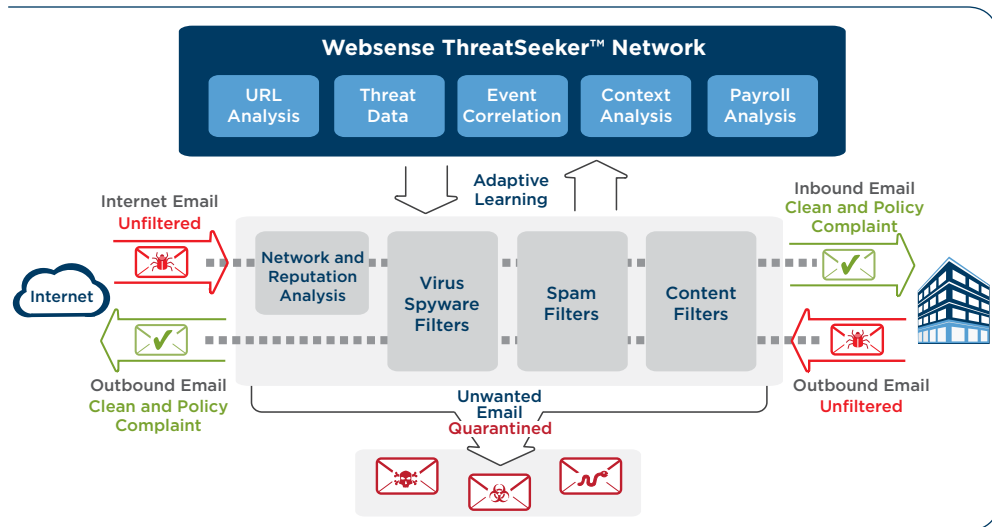 Websense ThreatSeeker™ Network
URL
Analysis
Threat
Data
Event
Correlation
Context
Analysis
Payroll
Analysis
Adaptive
Learning
Internet Email
Unfiltered
Inbound Email
Clean and Policy
Complaint
Internet
Network and
Reputation
Analysis
Virus
Spyware
Filters
Spam
Filters
Content
Filters
Outbound Email
Clean and Policy
Complaint
Outbound Email
Unfiltered
Unwanted
Email
Quarantined